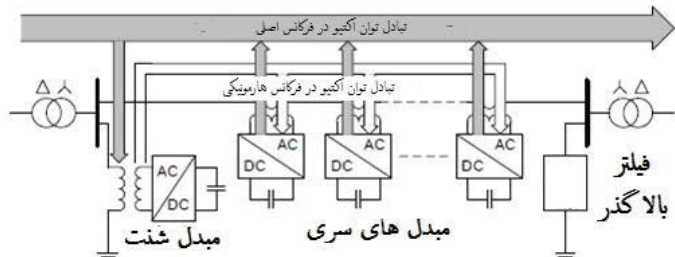 تبادل توان اکتیو در فرکانس اصلی
تبادل توان اکتیو در فرکانس هارمونیکی
Δ
Y
Y
Δ
AC
DC
AC
DC
AC
DC
AC
DC
فیلتر
بالا گذر
مبدل شنت
مبدل های سری